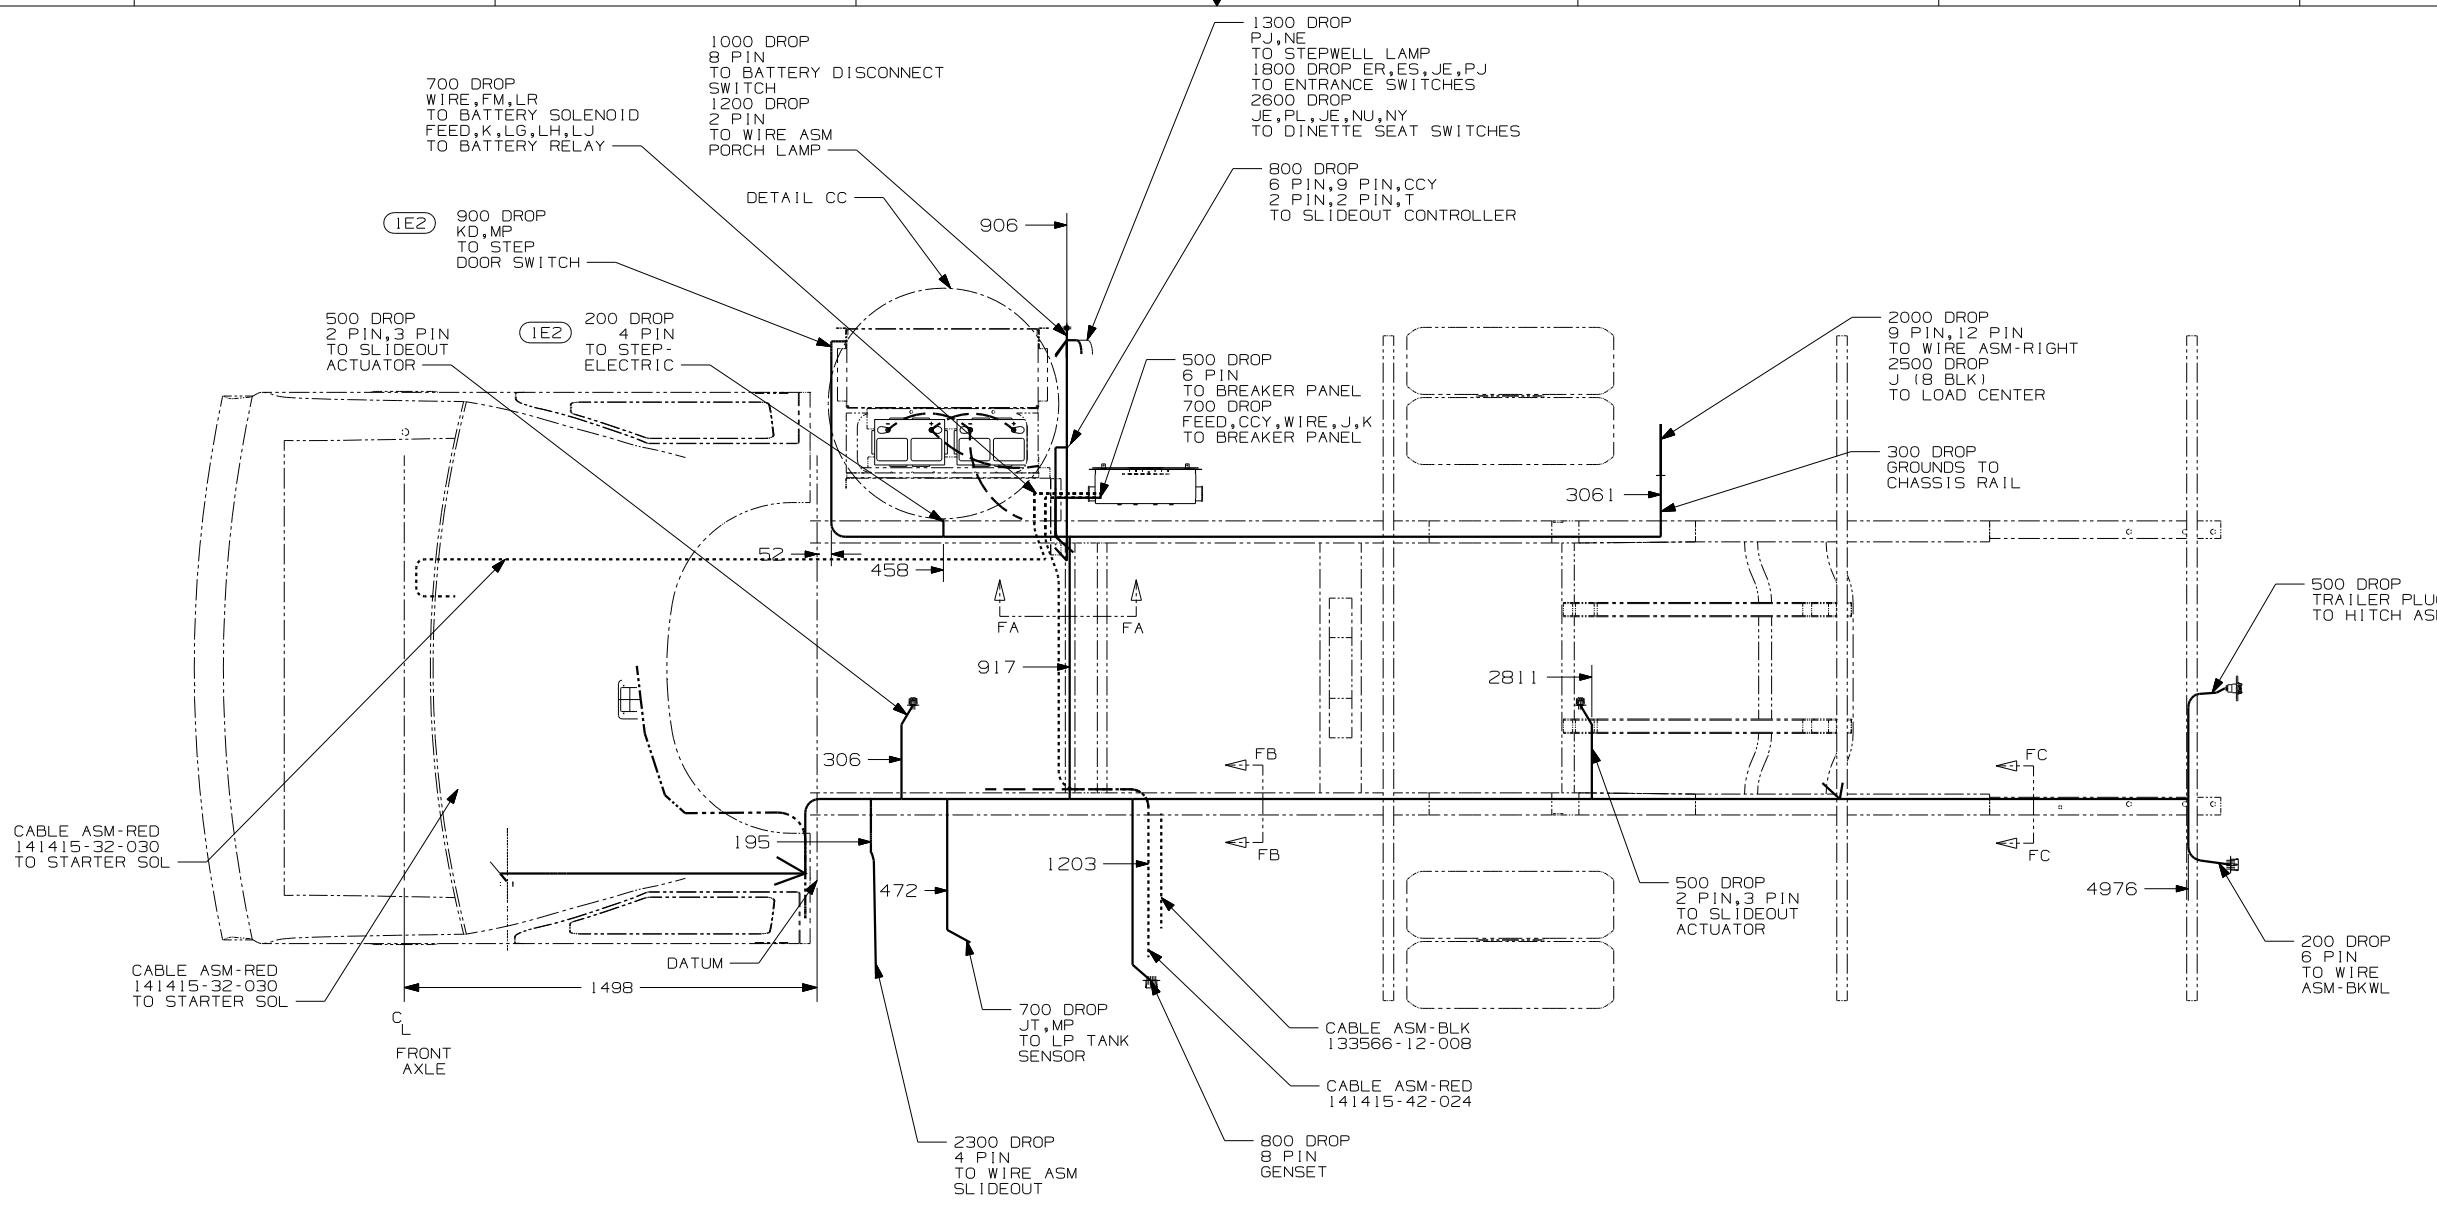 1300 DROP
PJ,NE
TO STEPWELL LAMP
1800 DROP ER,ES,JE,PJ
TO ENTRANCE SWITCHES
2600 DROP
JE,PL,JE,NU,NY
TO DINETTE SEAT SWITCHES
1000 DROP
8 PIN
TO BATTERY DISCONNECT
SWITCH
1200 DROP
2 PIN
TO WIRE ASM
PORCH LAMP
700 DROP
WIRE,FM,LR
TO BATTERY SOLENOID
FEED,K,LG,LH,LJ
TO BATTERY RELAY
800 DROP
6 PIN,9 PIN,CCY
2 PIN,2 PIN,T
TO SLIDEOUT CONTROLLER
DETAIL CC
906
1E2
900 DROP
KD,MP
TO STEP
DOOR SWITCH
500 DROP
2 PIN,3 PIN
TO SLIDEOUT
ACTUATOR
1E2
200 DROP
4 PIN
TO STEP-
ELECTRIC
500 DROP
6 PIN
TO BREAKER PANEL
700 DROP
FEED,CCY,WIRE,J,K
TO BREAKER PANEL
2000 DROP
9 PIN,12 PIN
TO WIRE ASM-RIGHT
2500 DROP
J (8 BLK)
TO LOAD CENTER
300 DROP
GROUNDS TO
CHASSIS RAIL
3061
52
458
FA
FA
500 DROP
TRAILER PLU
TO HITCH AS
917
2811
306
FB
FC
CABLE ASM-RED
141415-32-030
TO STARTER SOL
195
1203
FB
FC
472
4976
500 DROP
2 PIN,3 PIN
TO SLIDEOUT
ACTUATOR
200 DROP
6 PIN
TO WIRE
ASM-BKWL
DATUM
CABLE ASM-RED
141415-32-030
TO STARTER SOL
1498
CL
FRONT
AXLE
700 DROP
JT,MP
TO LP TANK
SENSOR
CABLE ASM-BLK
133566-12-008
CABLE ASM-RED
141415-42-024
2300 DROP
4 PIN
TO WIRE ASM
SLIDEOUT
800 DROP
8 PIN
GENSET